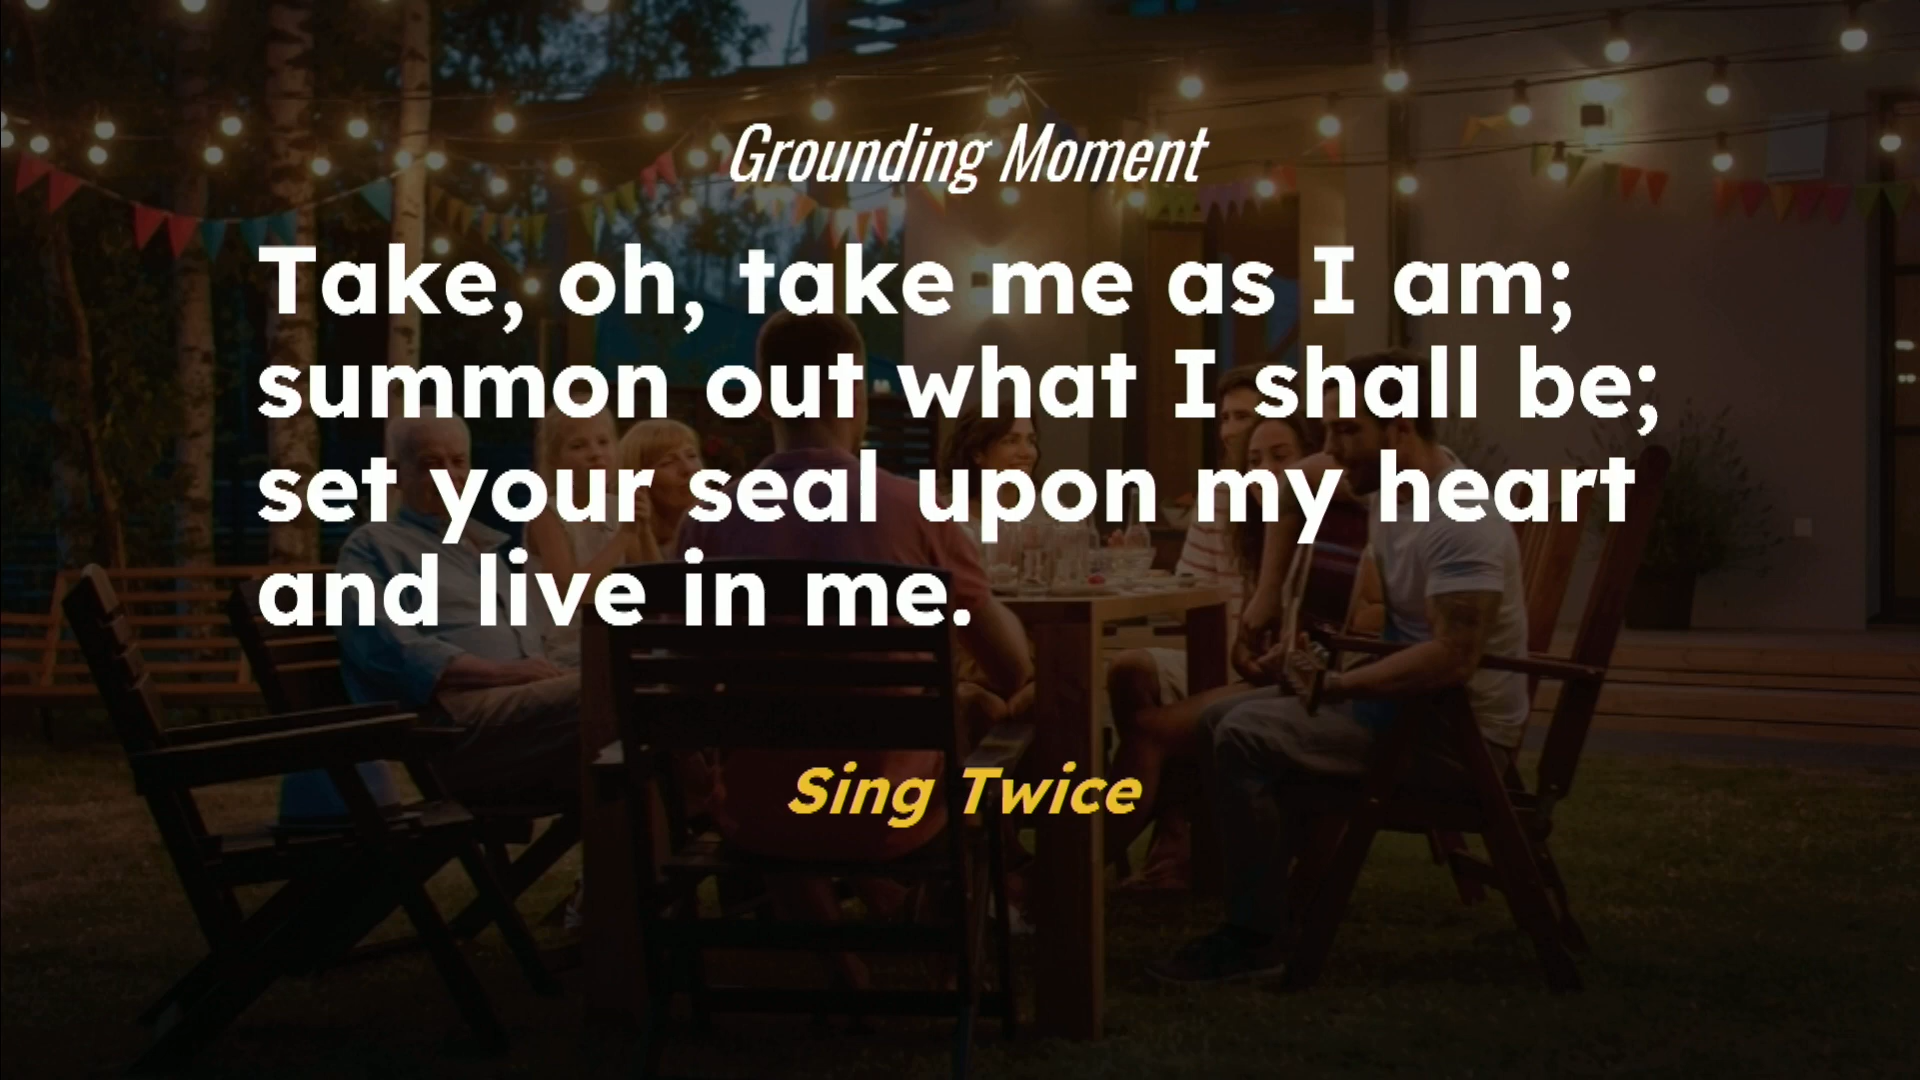 Grounding Moment
Take, oh, take me as I am;
summon out what I shall be;
set your seal upon my heart
and live in me.
Sing Twice